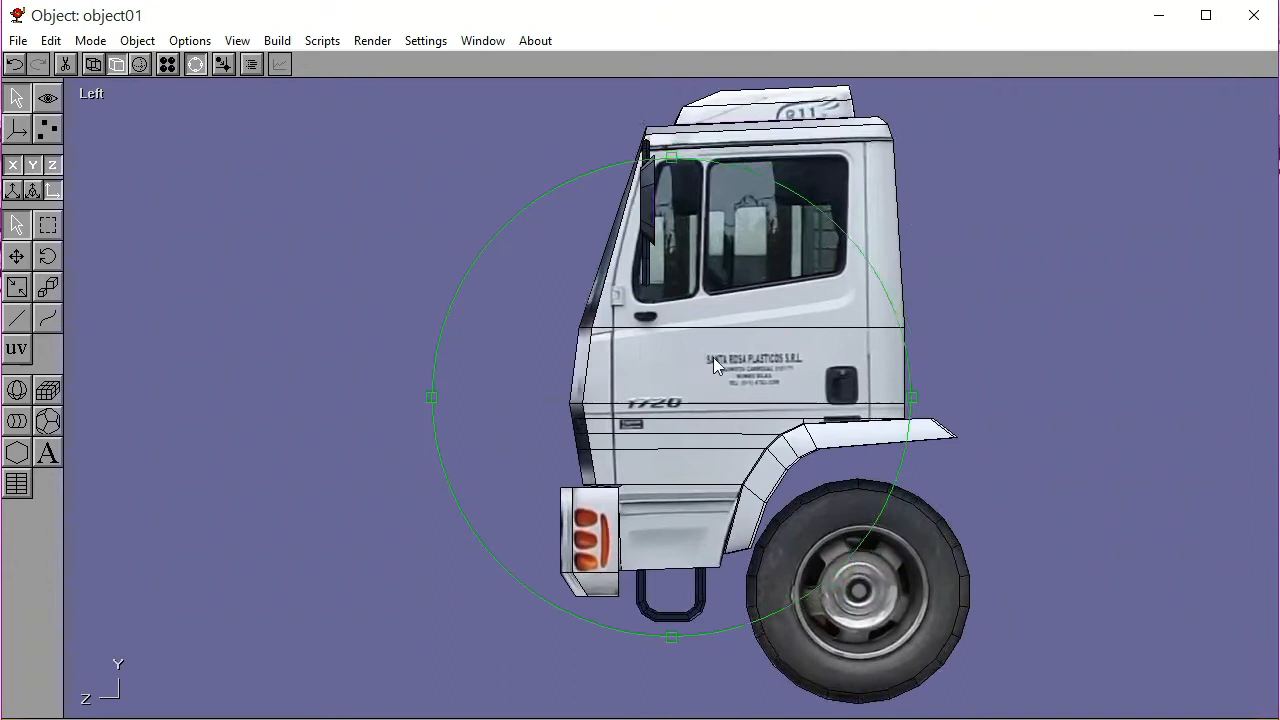 Object: object01
File Edit Mode Object Options View Build Scripts Render Settings Window About
Left
X Y Z
UV
A
811
SANTA ROSA PLASTICOS S.R.L.
1720
Y
Z